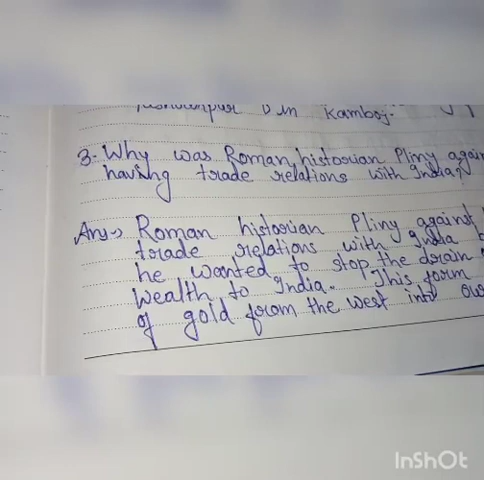 in Kamboj.
3. Why was Roman historian Pliny again
having trade relations with India?
Ans→ Roman historian Pliny against
trade relations with India b
he wanted to stop the drain
Wealth to India. This form
of gold from the west into our
InShOt